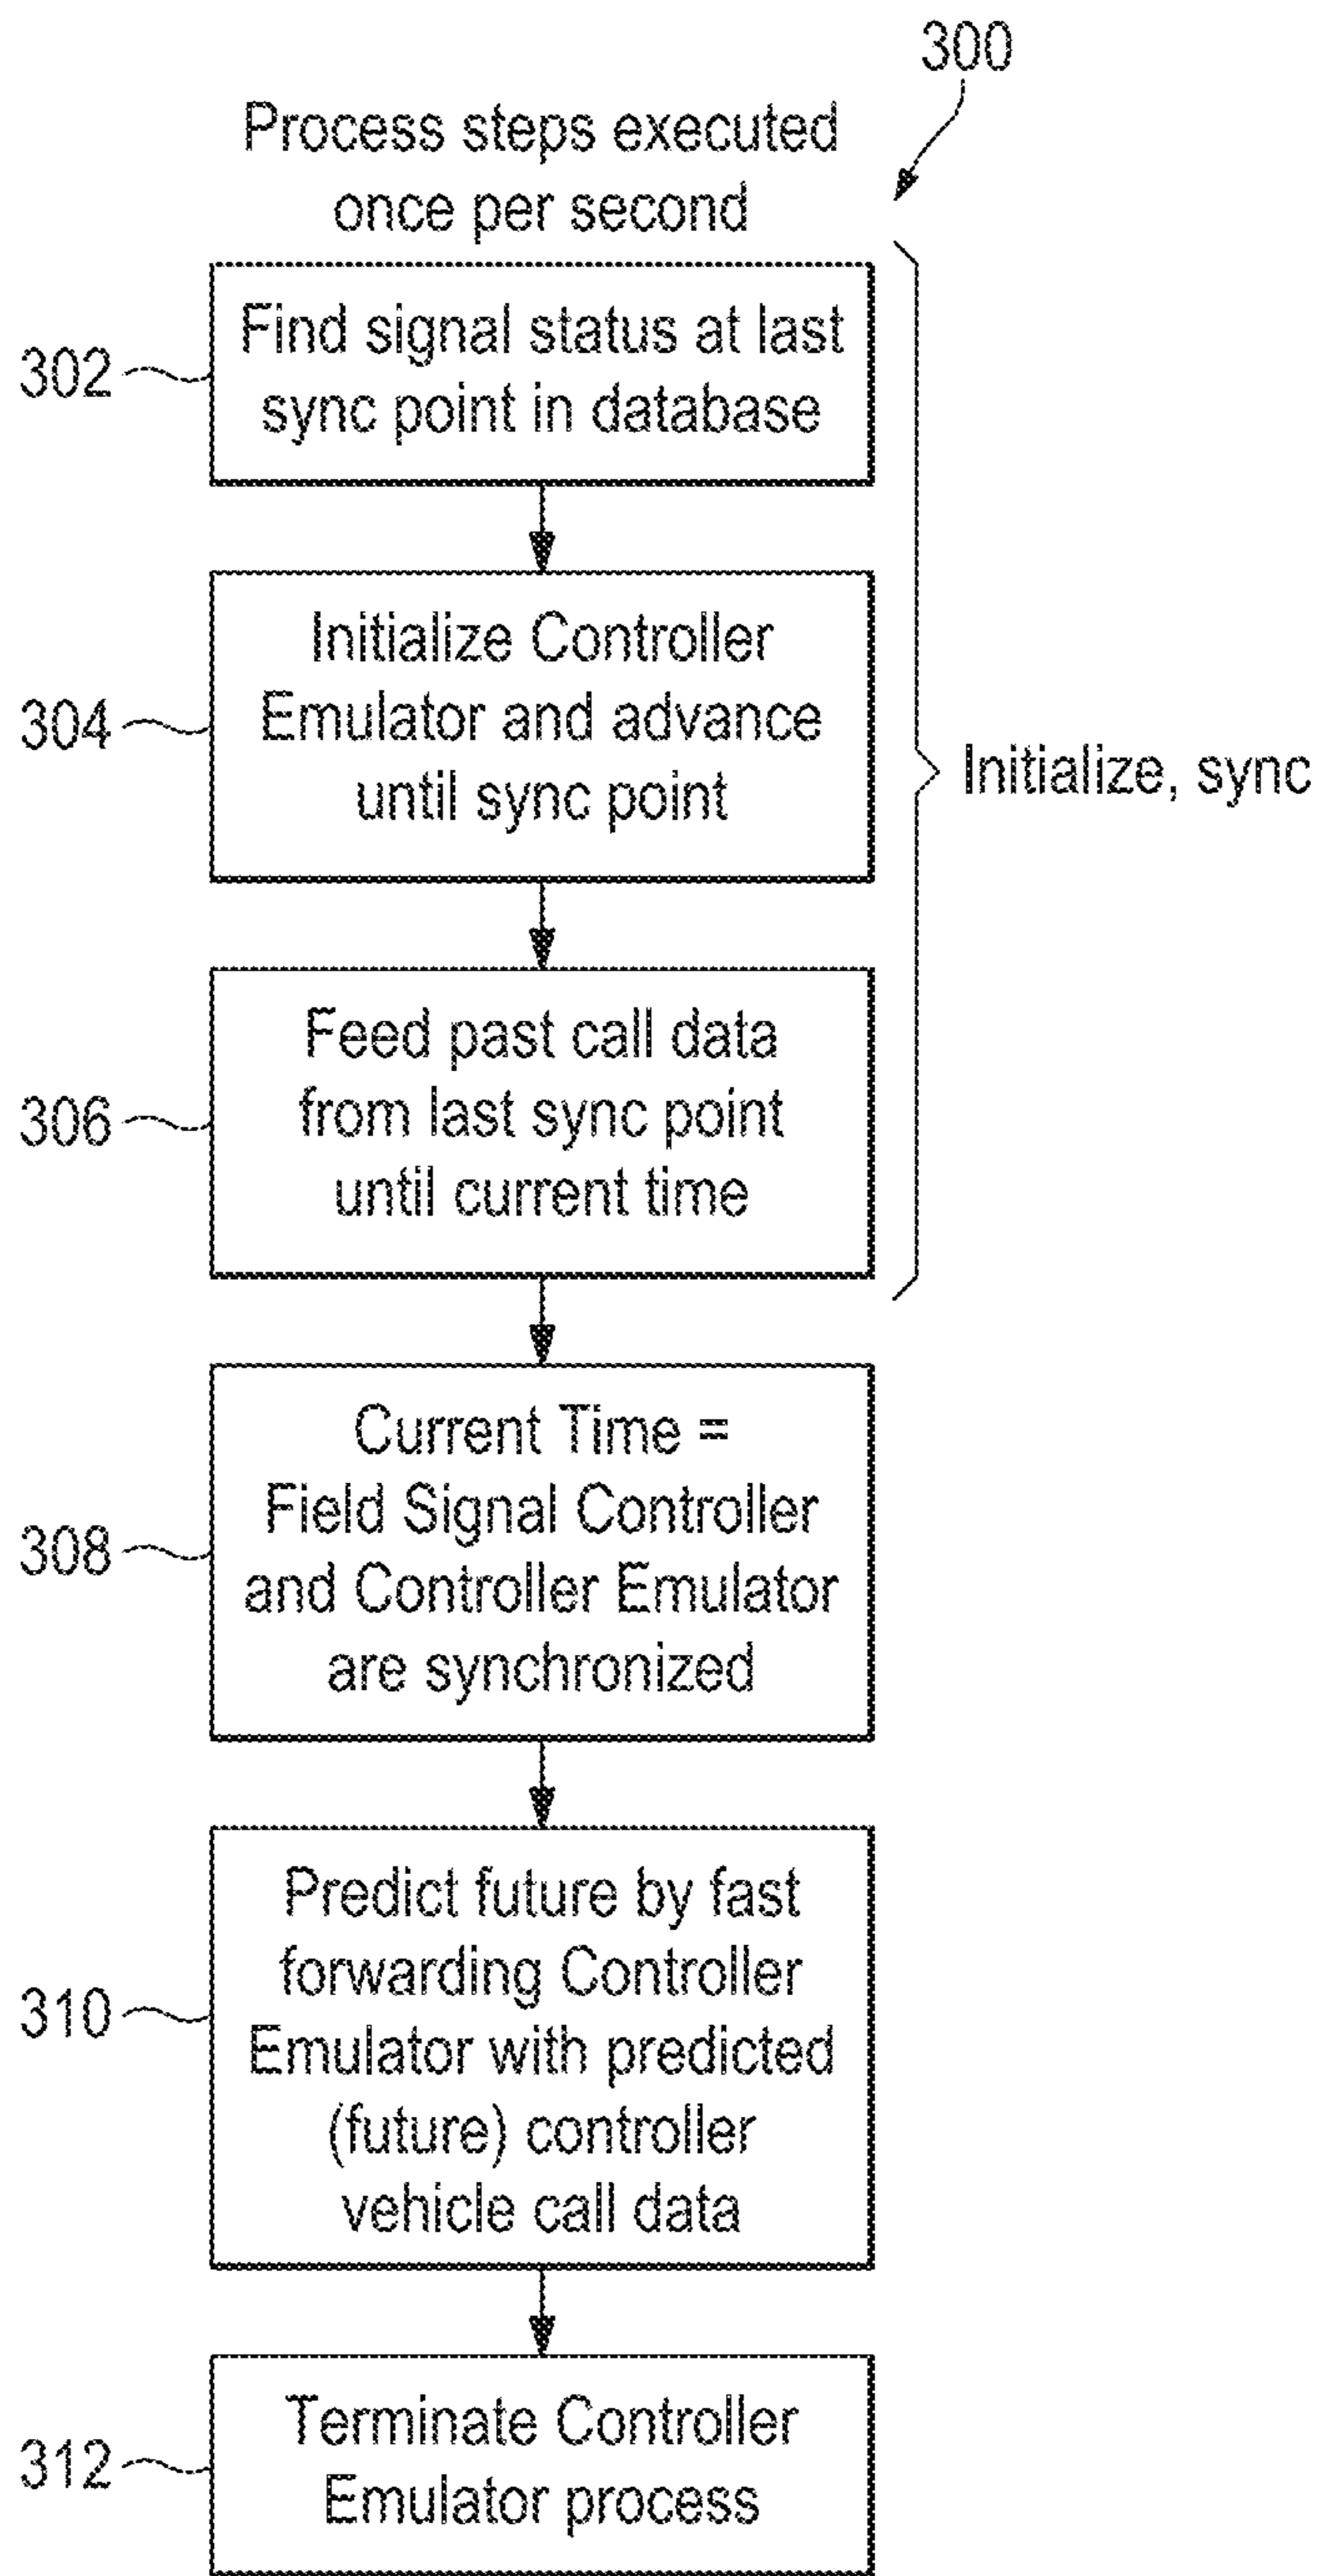 300
Process steps executed
once per second
302
Find signal status at last
sync point in database
304
Initialize Controller
Emulator and advance
until sync point
Initialize, sync
306
Feed past call data
from last sync point
until current time
308
Current Time =
Field Signal Controller
and Controller Emulator
are synchronized
310
Predict future by fast
forwarding Controller
Emulator with predicted
(future) controller
vehicle call data
312
Terminate Controller
Emulator process